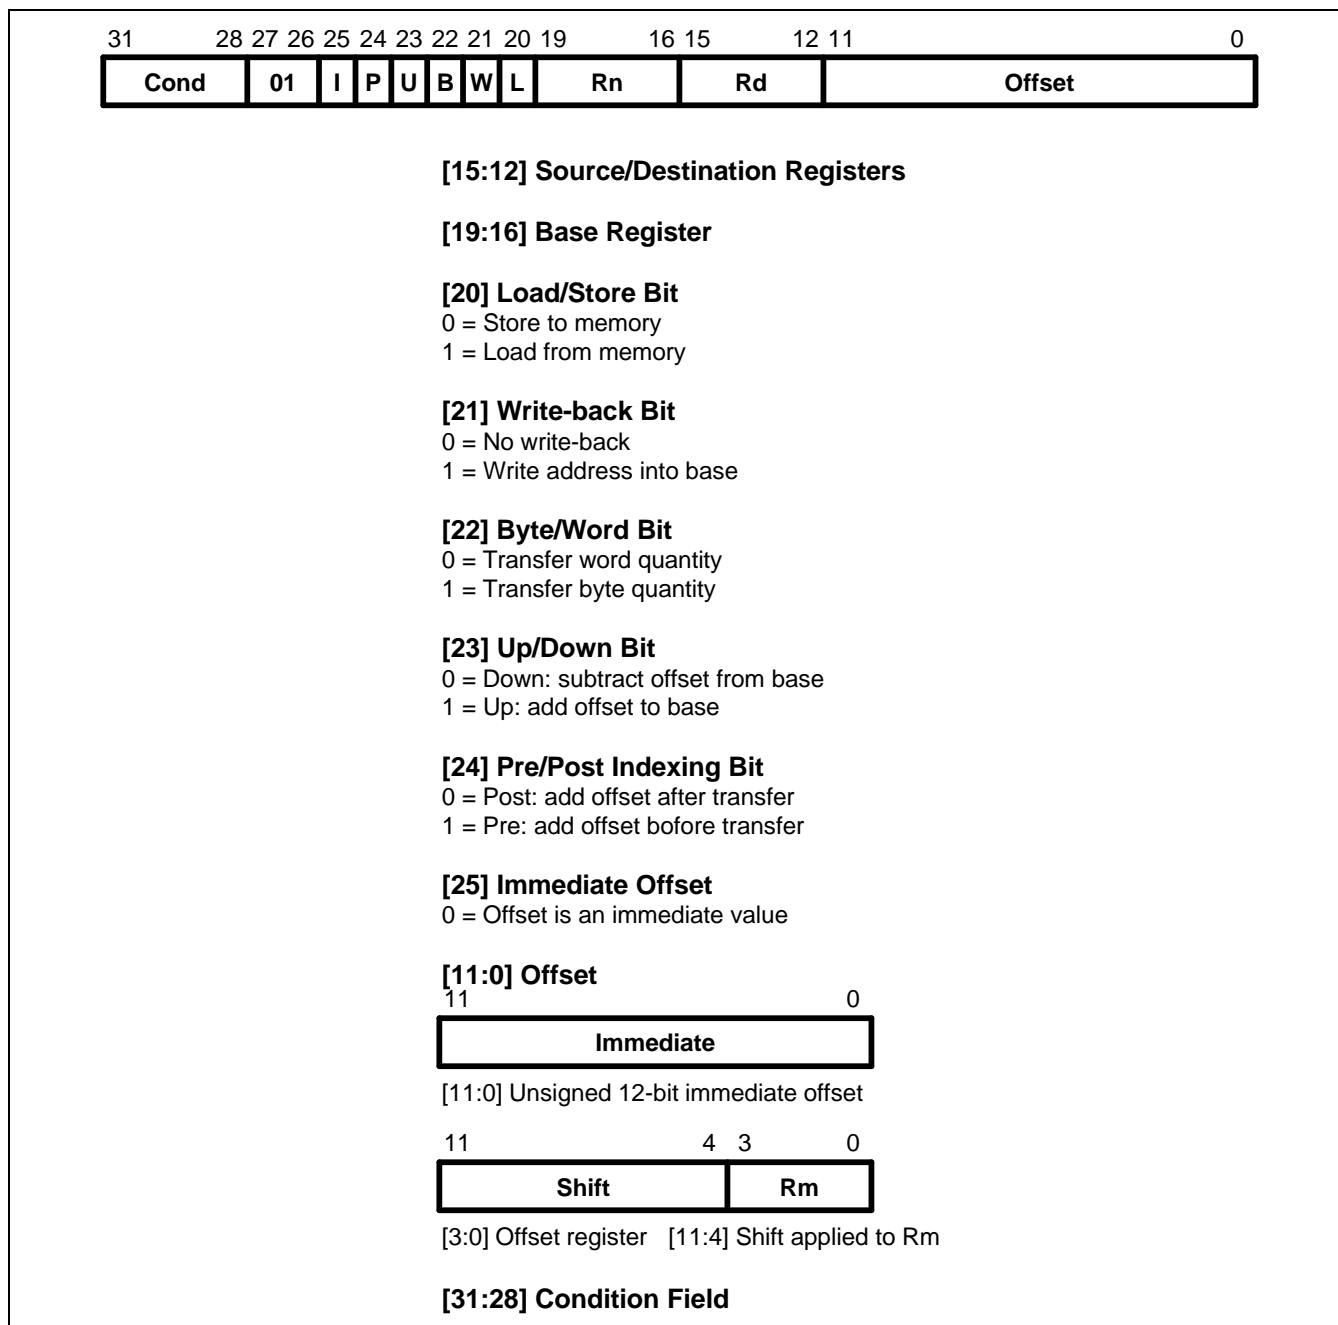 31 28 27 26 25 24 23 22 21 20 19 16 15 12 11 0
Cond 01 I P U B W L Rn Rd Offset
[15:12] Source/Destination Registers
[19:16] Base Register
[20] Load/Store Bit
0 = Store to memory
1 = Load from memory
[21] Write-back Bit
0 = No write-back
1 = Write address into base
[22] Byte/Word Bit
0 = Transfer word quantity
1 = Transfer byte quantity
[23] Up/Down Bit
0 = Down: subtract offset from base
1 = Up: add offset to base
[24] Pre/Post Indexing Bit
0 = Post: add offset after transfer
1 = Pre: add offset bofore transfer
[25] Immediate Offset
0 = Offset is an immediate value
[11:0] Offset
11 0
Immediate
[11:0] Unsigned 12-bit immediate offset
11 4 3 0
Shift Rm
[3:0] Offset register [11:4] Shift applied to Rm
[31:28] Condition Field